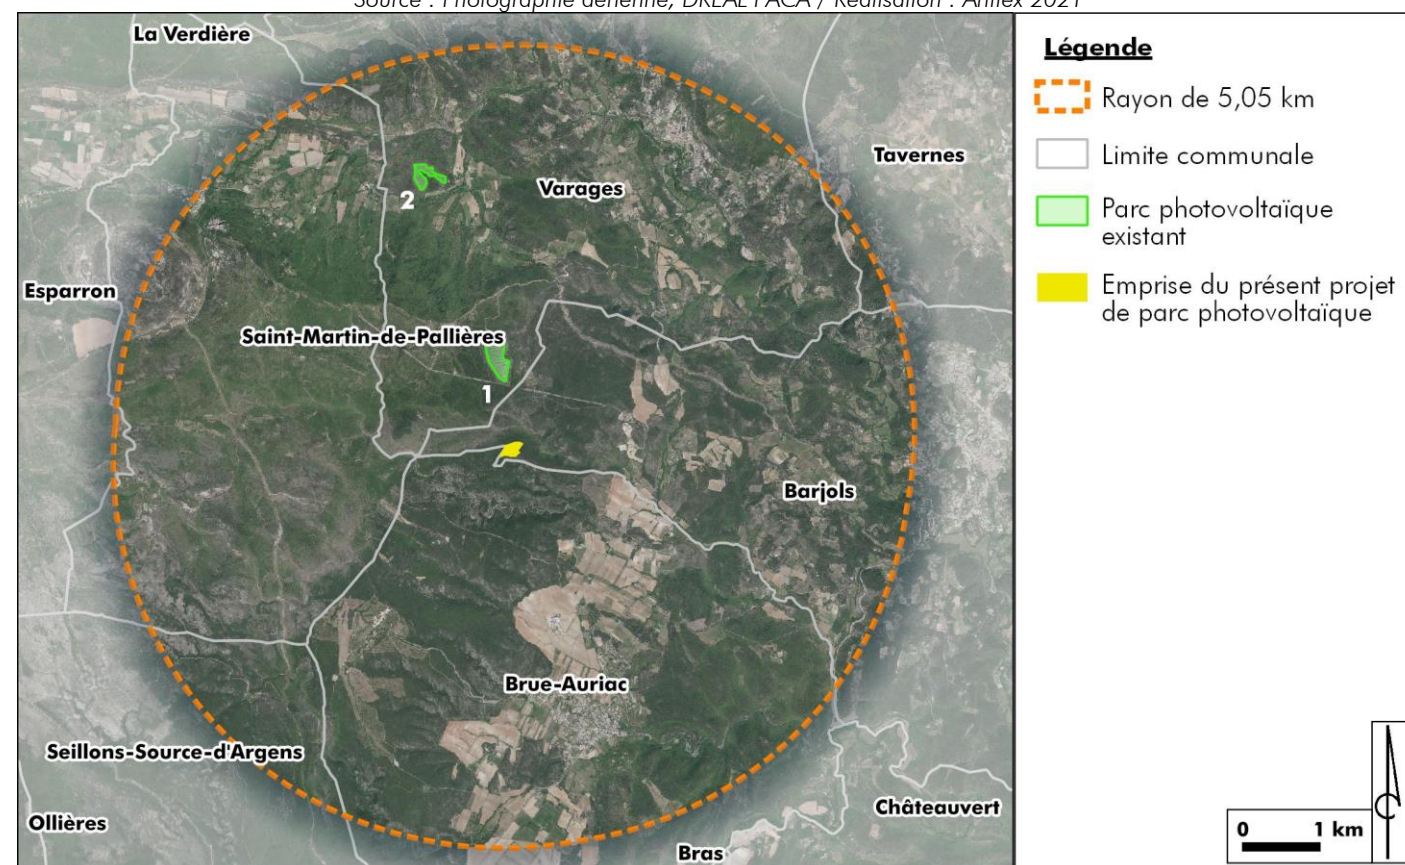 Source : Photographie aérienne, DREAL PACA / Réalisation : Artifex 2021
La Verdière
Légende
Rayon de 5,05 km
Tavernes
Limite communale
Varages
2
Parc photovoltaïque
existant
Esparron
Emprise du présent projet
de parc photovoltaïque
Saint-Martin-de-Pallières
1
Barjols
Brue-Auriac
Seillons-Source-d'Argens
Châteauvert
Ollières
0 1 km
Bras